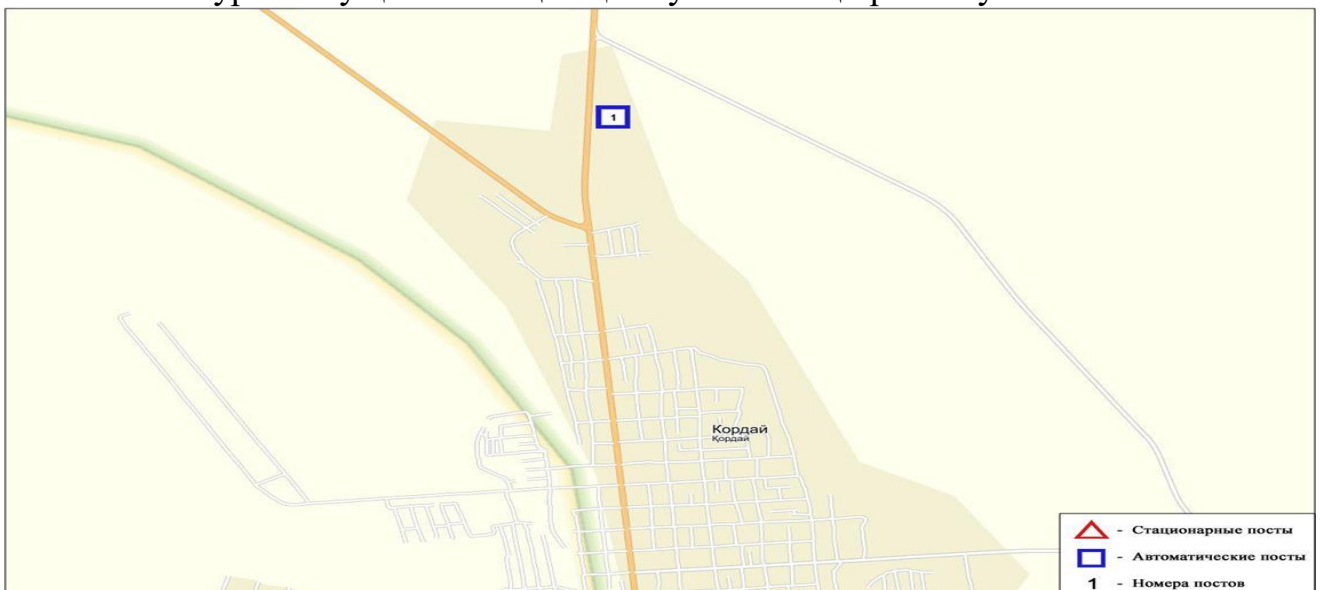 1
Кордай
Қордай
- Стационарные посты
- Автоматические посты
1 - Номера постов